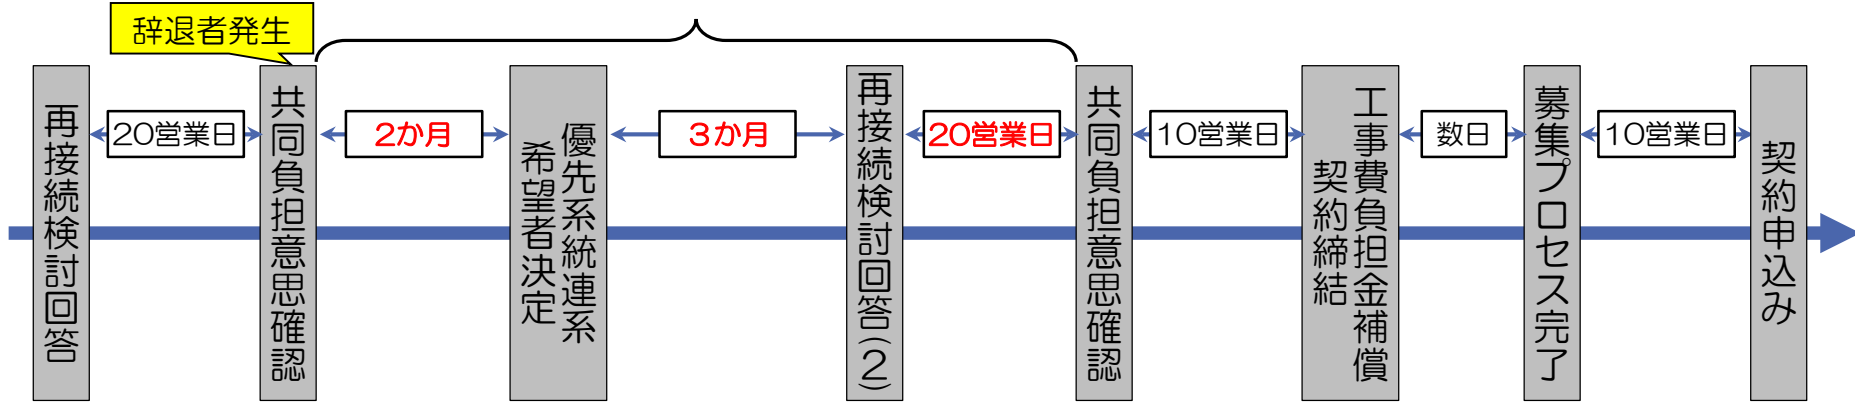 辞退者発生
再接続検討回答
20営業日
共同負担意思確認
2か月
優先系統連系
希望者決定
3か月
再接続検討回答(2)
20営業日
共同負担意思確認
10営業日
工事費負担金補償
契約締結
数日
募集プロセス完了
10営業日
契約申込み